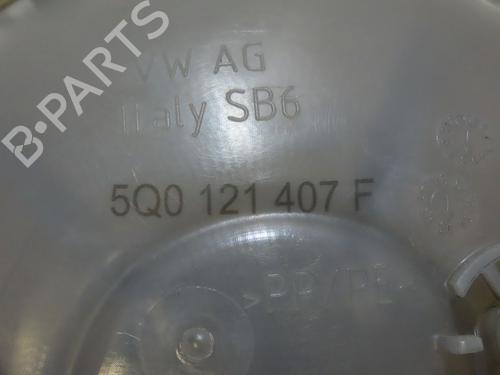 B-PARTS
VW AG
Italy SB6
5Q0 121 407 F
>PP/PE<